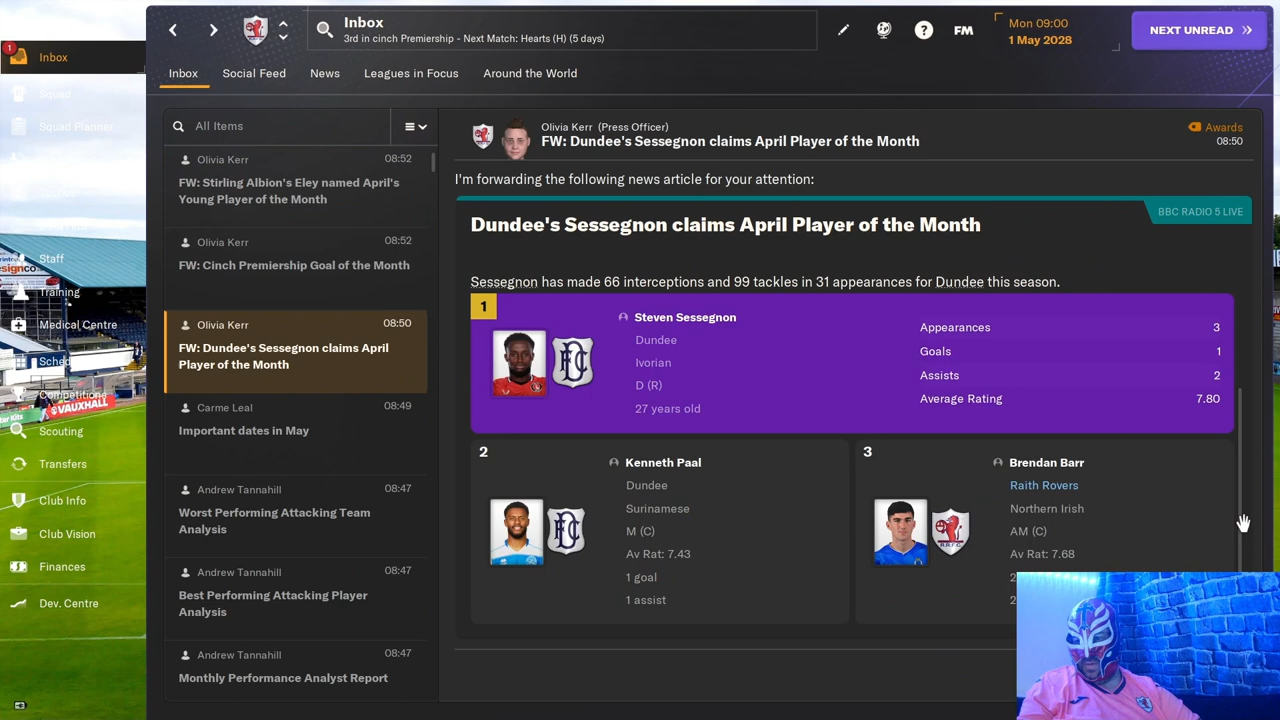 Inbox
3rd in cinch Premiership - Next Match: Hearts (H) (5 days)
FM
Mon 09:00
1 May 2028
NEXT UNREAD
1
Inbox
Squad
Squad Planner
Staff
Training
Medical Centre
Sched
Competitions
VAUXHALL
Scouting
Transfers
Club Info
Club Vision
Finances
Dev. Centre
Inbox
Social Feed
News
Leagues in Focus
Around the World
All Items
Olivia Kerr
08:52
FW: Stirling Albion's Eley named April's
Young Player of the Month
Olivia Kerr
08:52
FW: Cinch Premiership Goal of the Month
Olivia Kerr
08:50
FW: Dundee's Sessegnon claims April
Player of the Month
Carme Leal
08:49
Important dates in May
Andrew Tannahill
08:47
Worst Performing Attacking Team
Analysis
Andrew Tannahill
08:47
Best Performing Attacking Player
Analysis
Andrew Tannahill
08:47
Monthly Performance Analyst Report
Olivia Kerr (Press Officer)
FW: Dundee's Sessegnon claims April Player of the Month
Awards
08:50
I'm forwarding the following news article for your attention:
BBC RADIO 5 LIVE
Dundee's Sessegnon claims April Player of the Month
Sessegnon has made 66 interceptions and 99 tackles in 31 appearances for Dundee this season.
1
Steven Sessegnon
Dundee
Ivorian
D (R)
27 years old
Appearances 3
Goals 1
Assists 2
Average Rating 7.80
2
Kenneth Paal
Dundee
Surinamese
M (C)
Av Rat: 7.43
1 goal
1 assist
3
Brendan Barr
Raith Rovers
Northern Irish
AM (C)
Av Rat: 7.68
2
2